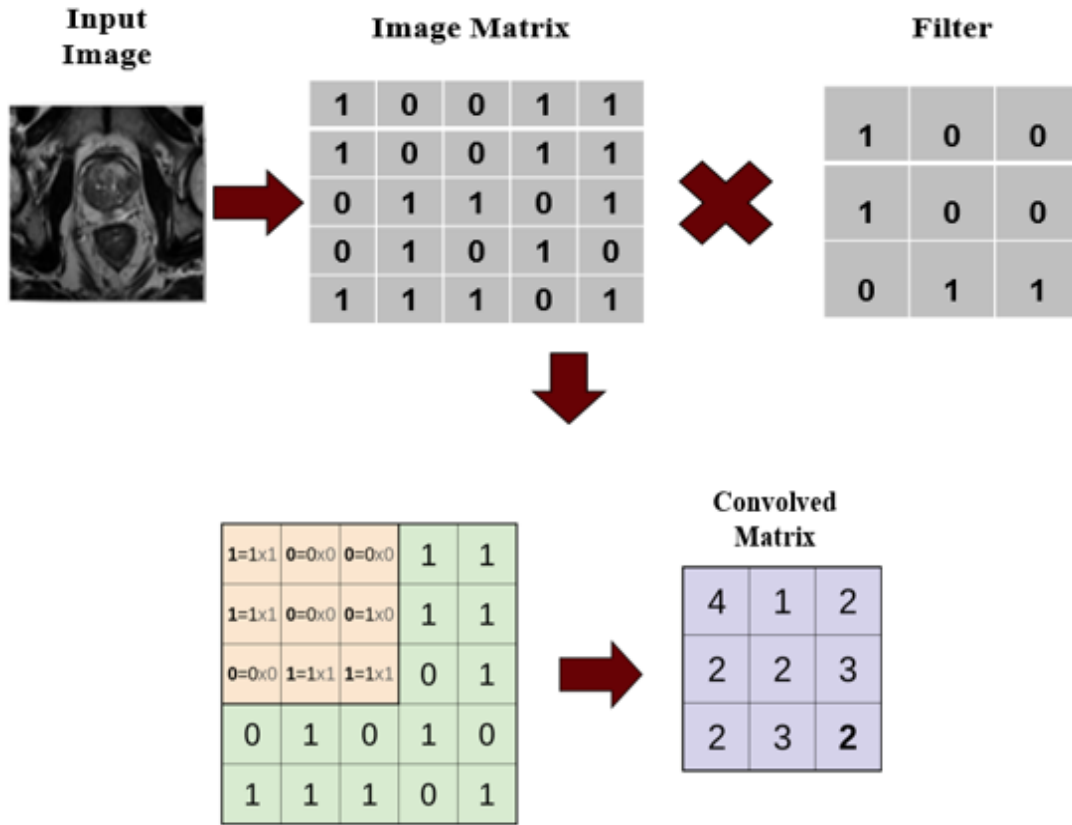 Input
Image
Image Matrix
Filter
1 0 0 1 1
1 0 0 1 1
0 1 1 0 1
0 1 0 1 0
1 1 1 0 1
1 0 0
1 0 0
0 1 1
1=1x1 0=0x0 0=0x0 1 1
1=1x1 0=0x0 0=1x0 1 1
0=0x0 1=1x1 1=1x1 0 1
0 1 0 1 0
1 1 1 0 1
Convolved
Matrix
4 1 2
2 2 3
2 3 2